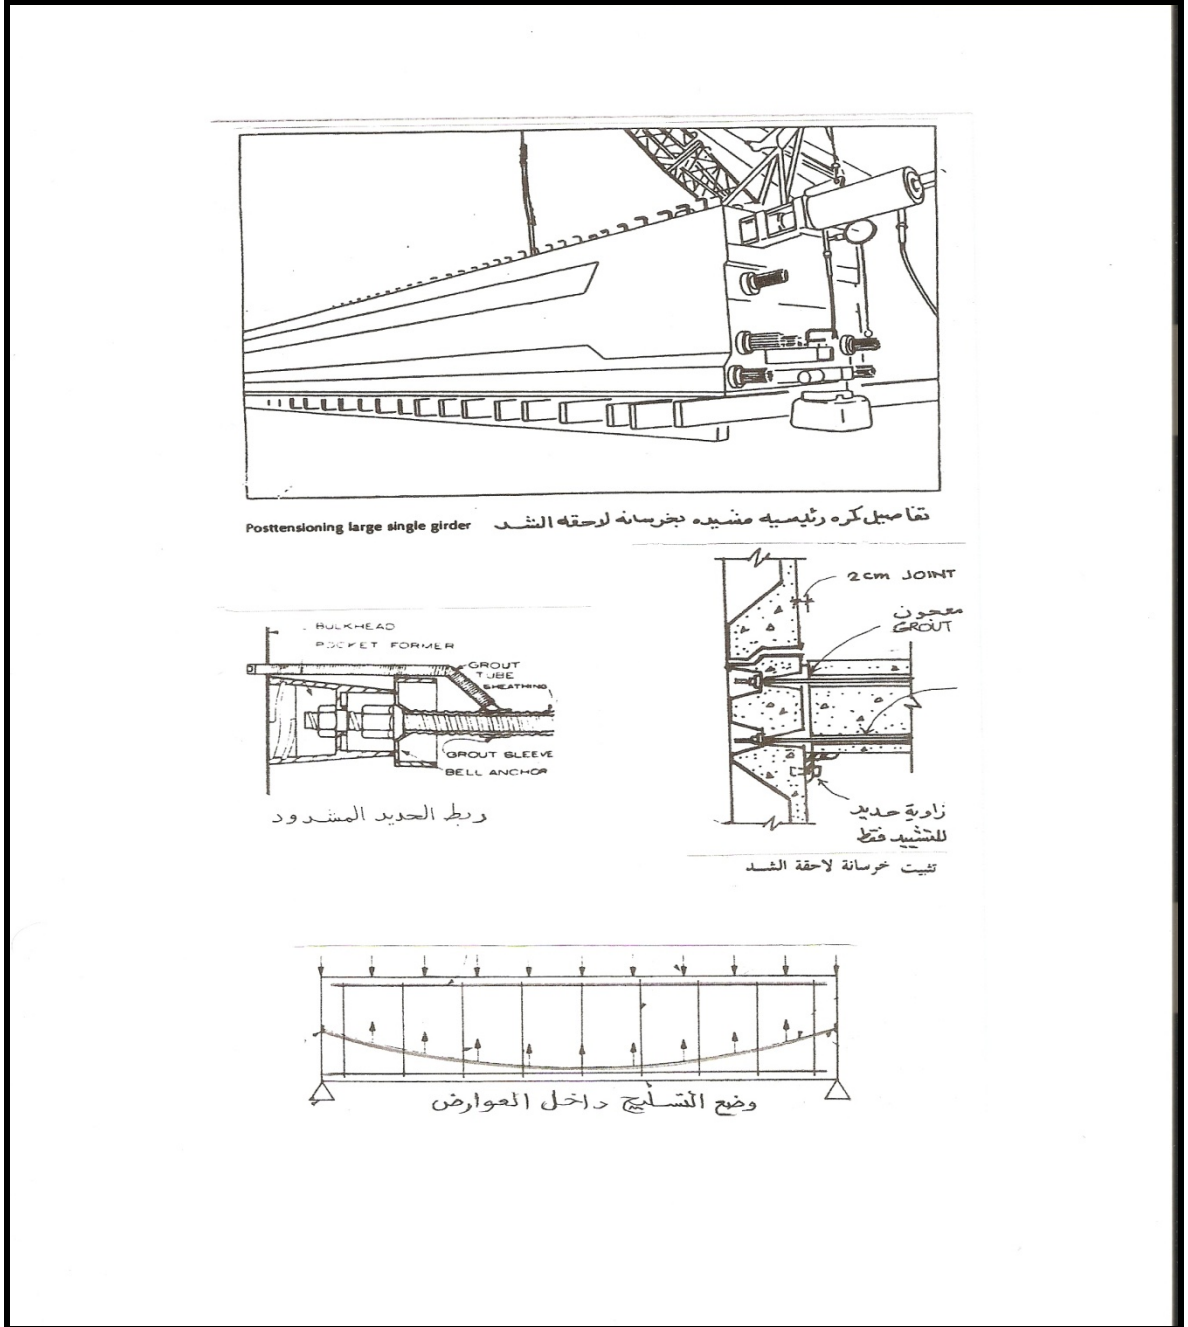 Posttensioning large single girder
تفاصيل كره رئيسيه مشيده بخرسانه لاحقه الشد
2cm JOINT
معجون
GROUT
BULKHEAD
POCKET FORMER
GROUT
TUBE
SHEATHING
GROUT SLEEVE
BELL ANCHOR
ربط الحديد المشدود
زاوية حديد
للتشييد فقط
تثبيت خرسانة لاحقة الشد
وضع التسليح داخل العوارض